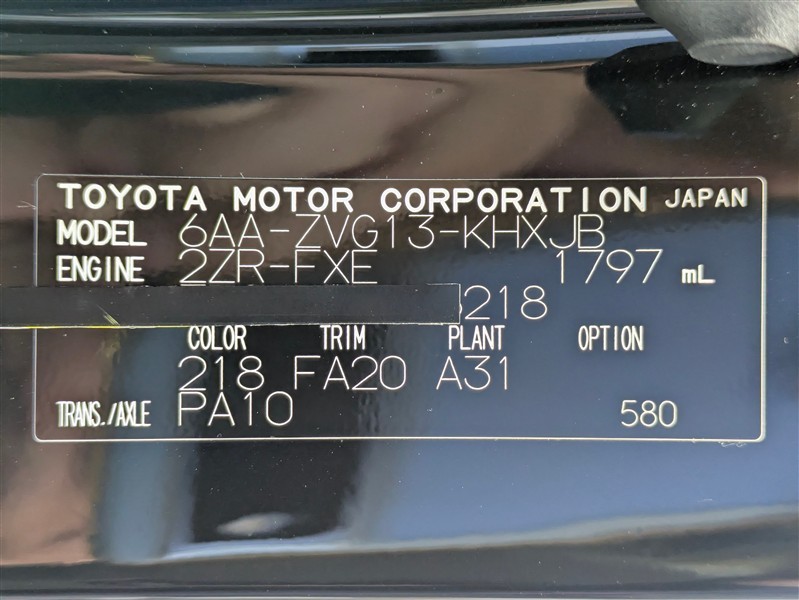 TOYOTA MOTOR CORPORATION JAPAN
MODEL 6AA-ZVG13-KHXJB
ENGINE 2ZR-FXE 1797 mL
218
COLOR TRIM PLANT OPTION
218 FA20 A31
TRANS./AXLE PA10 580